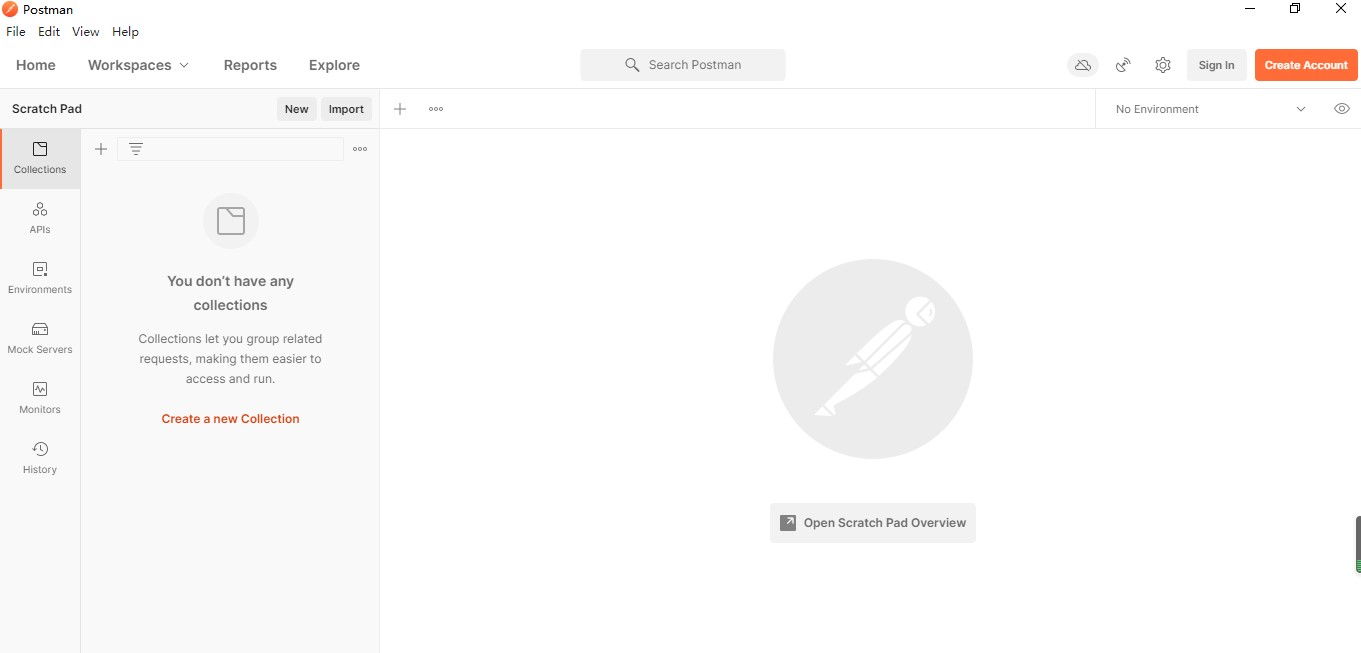 Postman
File Edit View Help
Home Workspaces Reports Explore Search Postman Sign In Create Account
Scratch Pad New Import No Environment
Collections
APIs
Environments
Mock Servers
Monitors
History
You don't have any
collections
Collections let you group related
requests, making them easier to
access and run.
Create a new Collection
Open Scratch Pad Overview